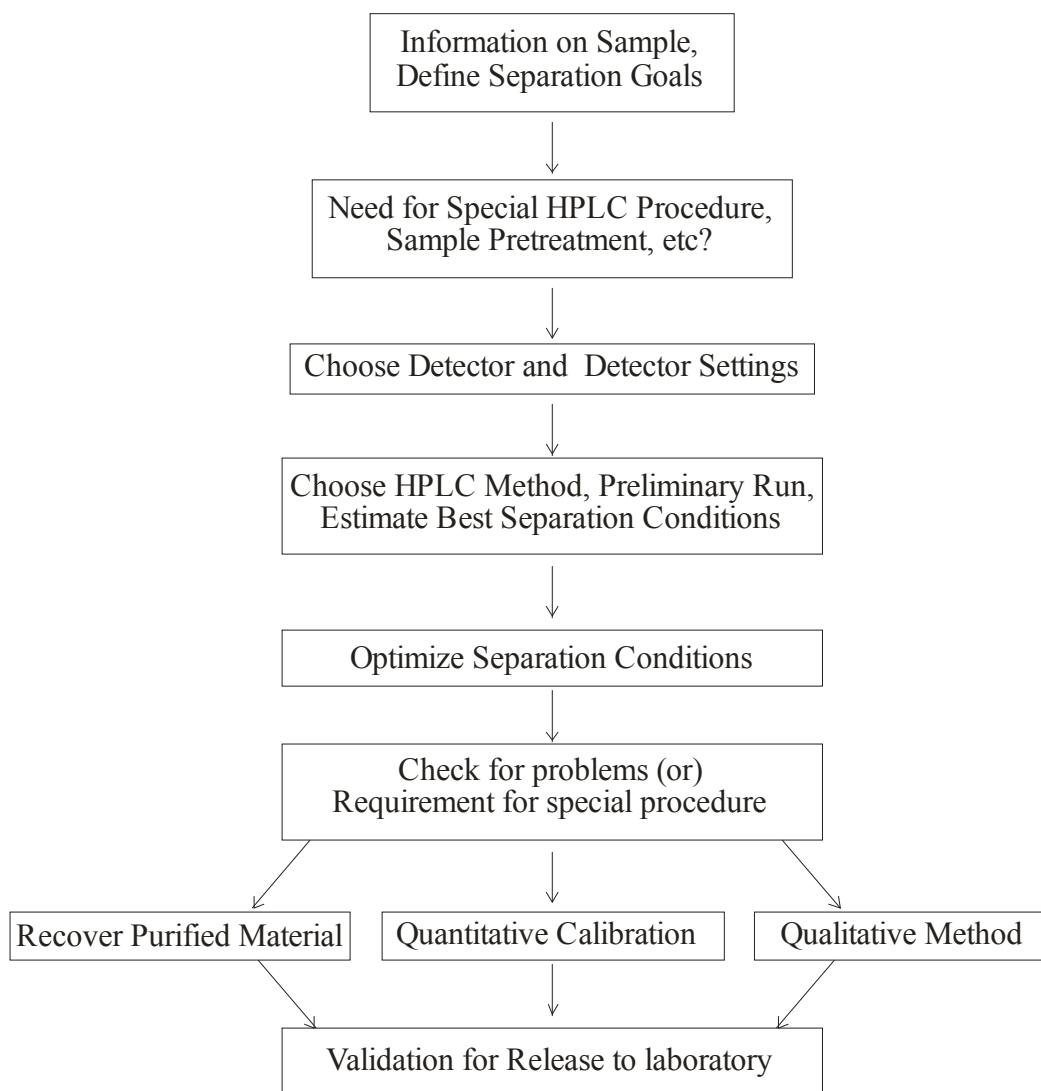 Information on Sample,
Define Separation Goals
Need for Special HPLC Procedure,
Sample Pretreatment, etc?
Choose Detector and Detector Settings
Choose HPLC Method, Preliminary Run,
Estimate Best Separation Conditions
Optimize Separation Conditions
Check for problems (or)
Requirement for special procedure
Recover Purified Material
Quantitative Calibration
Qualitative Method
Validation for Release to laboratory